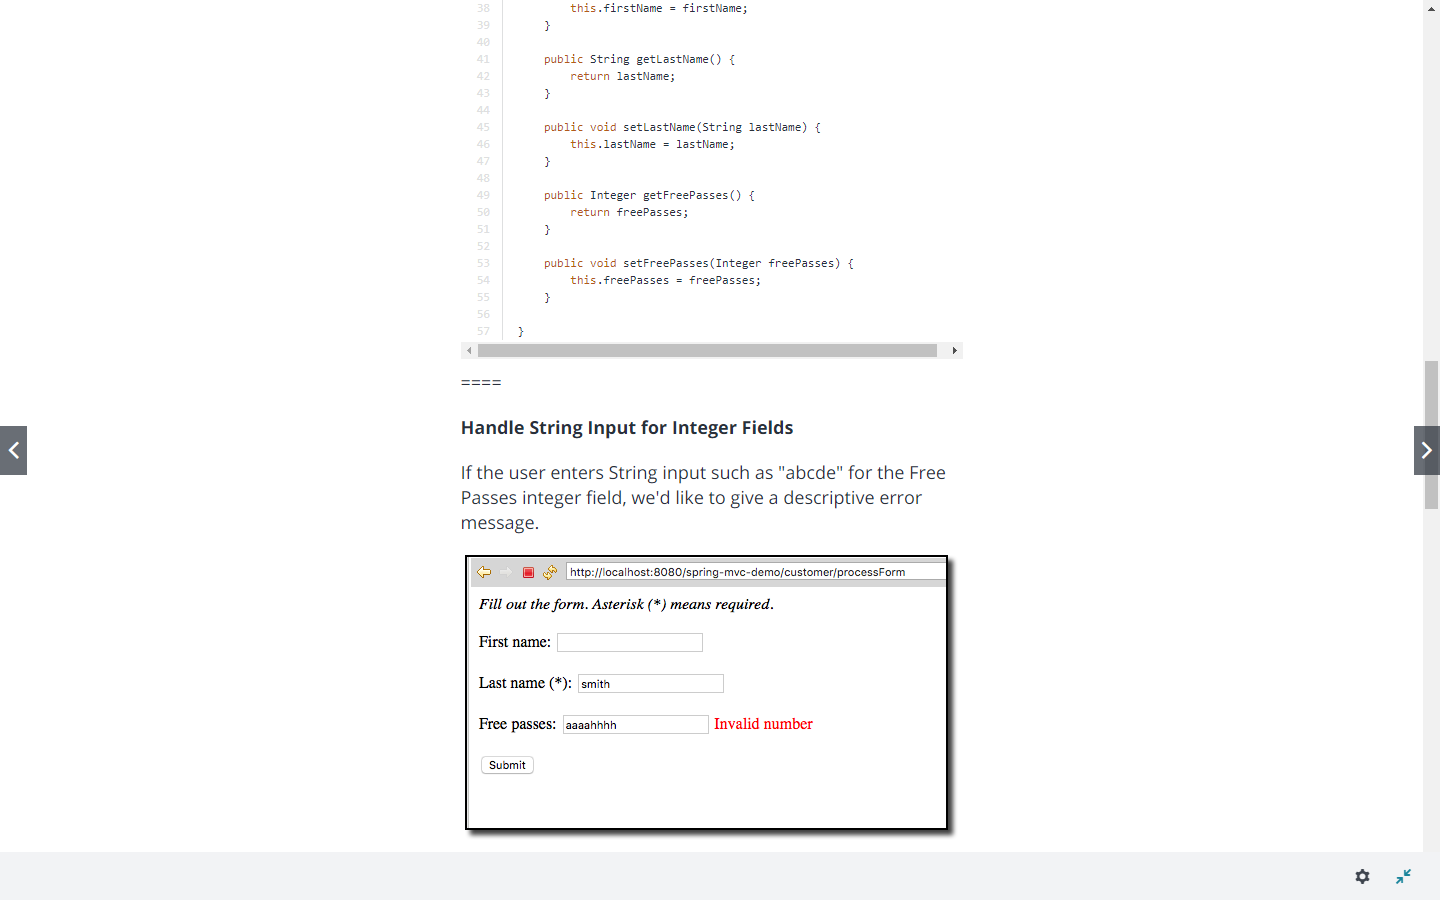 38 this.firstName = firstName;
39 }
40
41 public String getLastName() {
42 return lastName;
43 }
44
45 public void setLastName(String lastName) {
46 this.lastName = lastName;
47 }
48
49 public Integer getFreePasses() {
50 return freePasses;
51 }
52
53 public void setFreePasses(Integer freePasses) {
54 this.freePasses = freePasses;
55 }
56
57 }
====
Handle String Input for Integer Fields
If the user enters String input such as "abcde" for the Free
Passes integer field, we'd like to give a descriptive error
message.
http://localhost:8080/spring-mvc-demo/customer/processForm
Fill out the form. Asterisk (*) means required.
First name:
Last name (*): smith
Free passes: aaaahhhh Invalid number
Submit